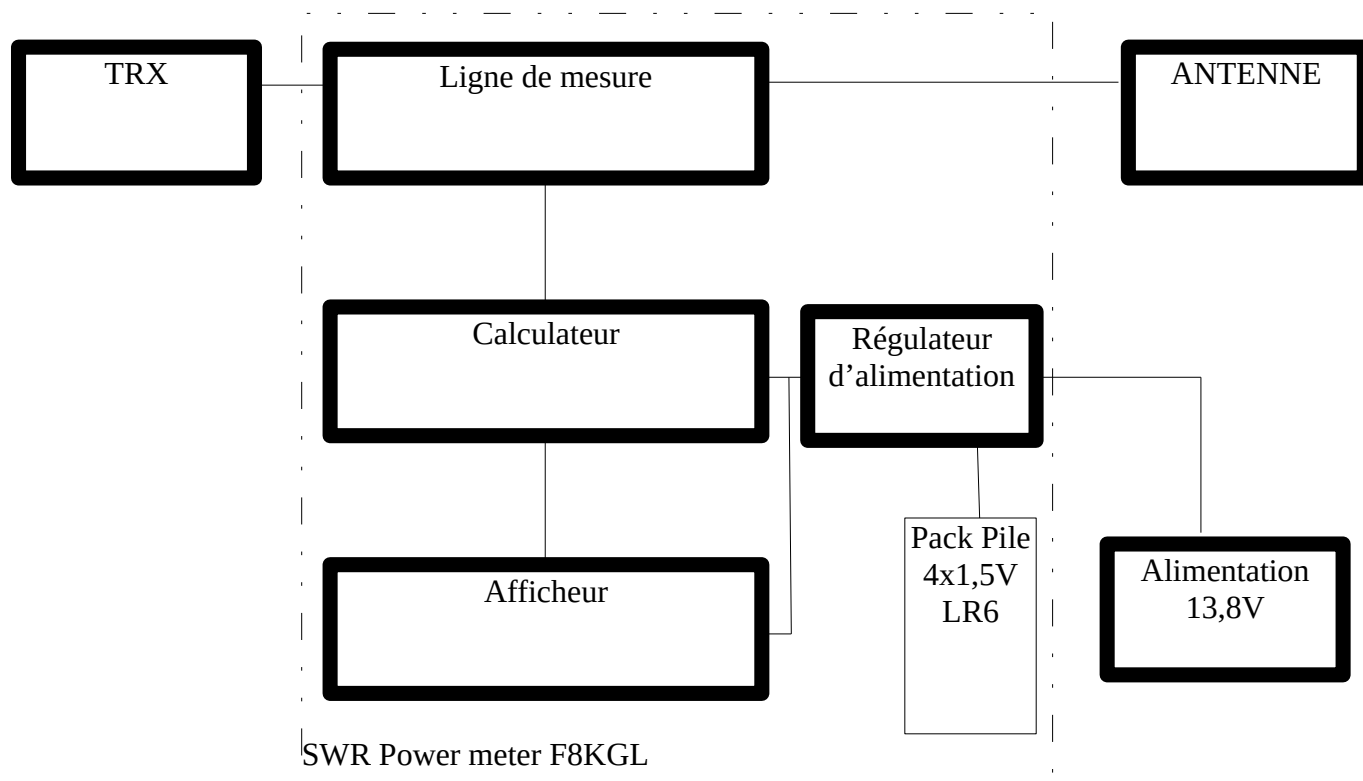 TRX
Ligne de mesure
ANTENNE
Calculateur
Régulateur
d’alimentation
Pack Pile
4x1,5V
LR6
Alimentation
13,8V
Afficheur
SWR Power meter F8KGL